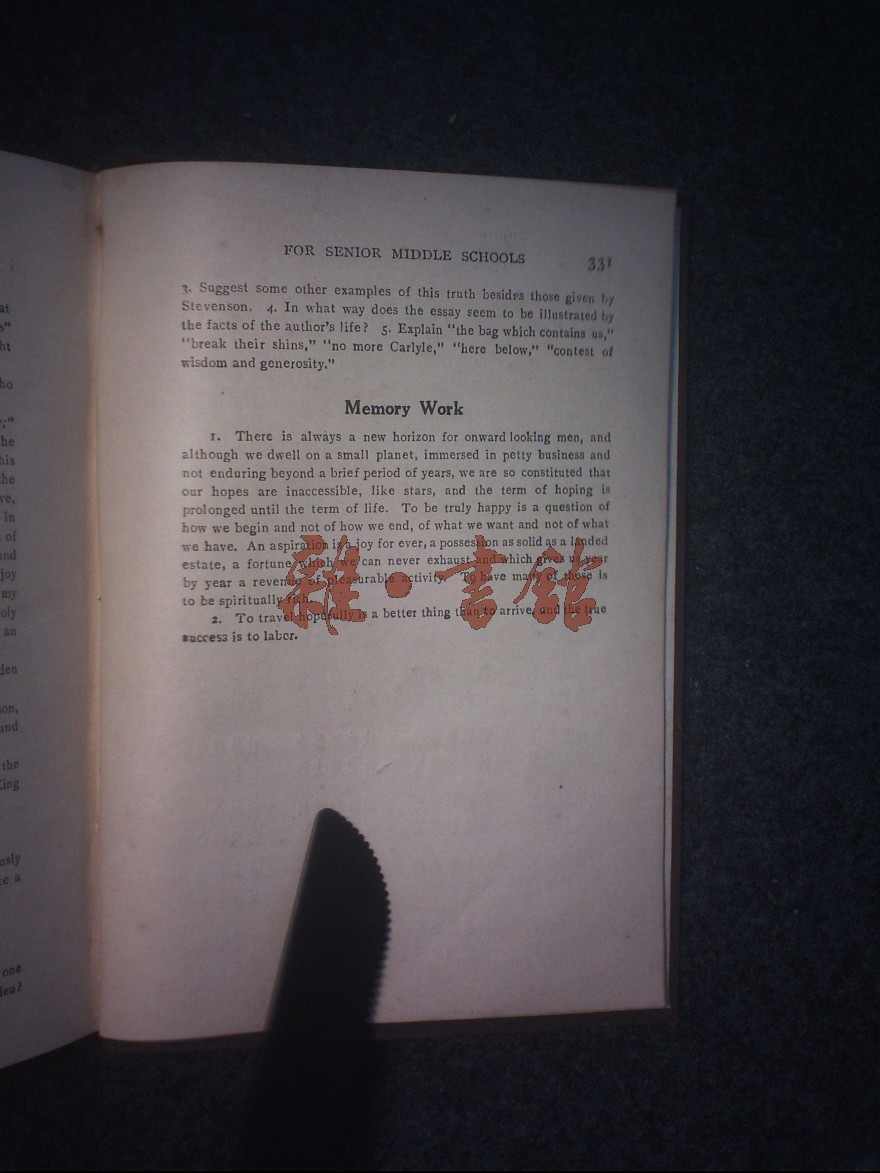 FOR SENIOR MIDDLE SCHOOLS 331
3. Suggest some other examples of this truth besides those given by
Stevenson. 4. In what way does the essay seem to be illustrated by
the facts of the author's life? 5. Explain "the bag which contains us,"
"break their shins," "no more Carlyle," "here below," "contest of
wisdom and generosity."
Memory Work
1. There is always a new horizon for onward looking men, and
although we dwell on a small planet, immersed in petty business and
not enduring beyond a brief period of years, we are so constituted that
our hopes are inaccessible, like stars, and the term of hoping is
prolonged until the term of life. To be truly happy is a question of
how we begin and not of how we end, of what we want and not of what
we have. An aspiration is a joy for ever, a possession as solid as a landed
estate, a fortune which we can never exhaust and which gives us year
by year a revenue of pleasurable activity. To have many of these is
to be spiritually rich.
2. To travel hopefully is a better thing than to arrive, and the true
success is to labor.
雜·書館